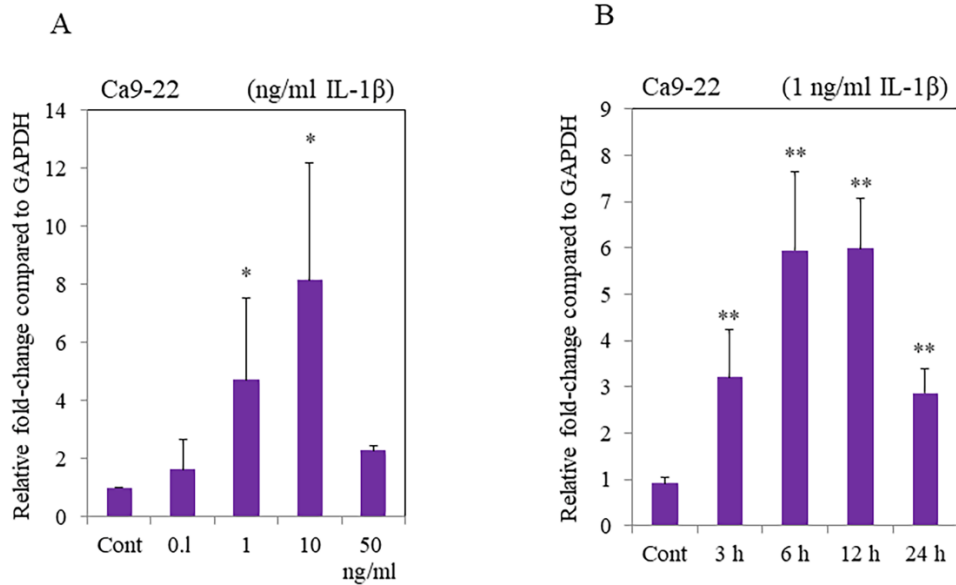 A
Ca9-22 (ng/ml IL-1β)
Relative fold-change compared to GAPDH
14
12
10
8
6
4
2
0
*
*
Cont 0.l 1 10 50
ng/ml
B
Ca9-22 (1 ng/ml IL-1β)
Relative fold-change compared to GAPDH
9
8
7
6
5
4
3
2
1
0
**
**
**
**
Cont 3 h 6 h 12 h 24 h